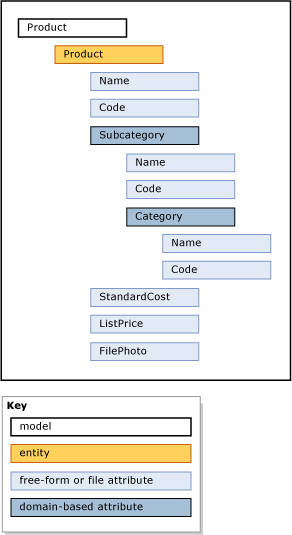 Product
Product
Name
Code
Subcategory
Name
Code
Category
Name
Code
StandardCost
ListPrice
FilePhoto
Key
model
entity
free-form or file attribute
domain-based attribute